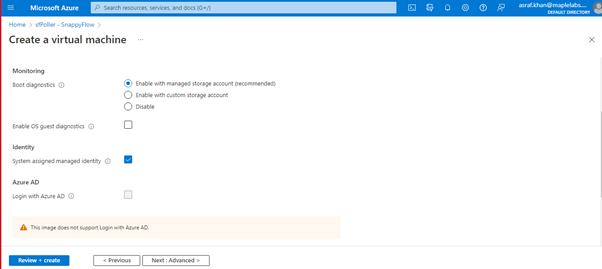 Microsoft Azure
Search resources, services, and docs (G+/)
asraf.khan@maplelabs....
DEFAULT DIRECTORY
Home > sfPoller - SnappyFlow >
Create a virtual machine ...
Monitoring
Boot diagnostics
Enable with managed storage account (recommended)
Enable with custom storage account
Disable
Enable OS guest diagnostics
Identity
System assigned managed identity
Azure AD
Login with Azure AD
This image does not support Login with Azure AD.
Review + create
< Previous
Next : Advanced >